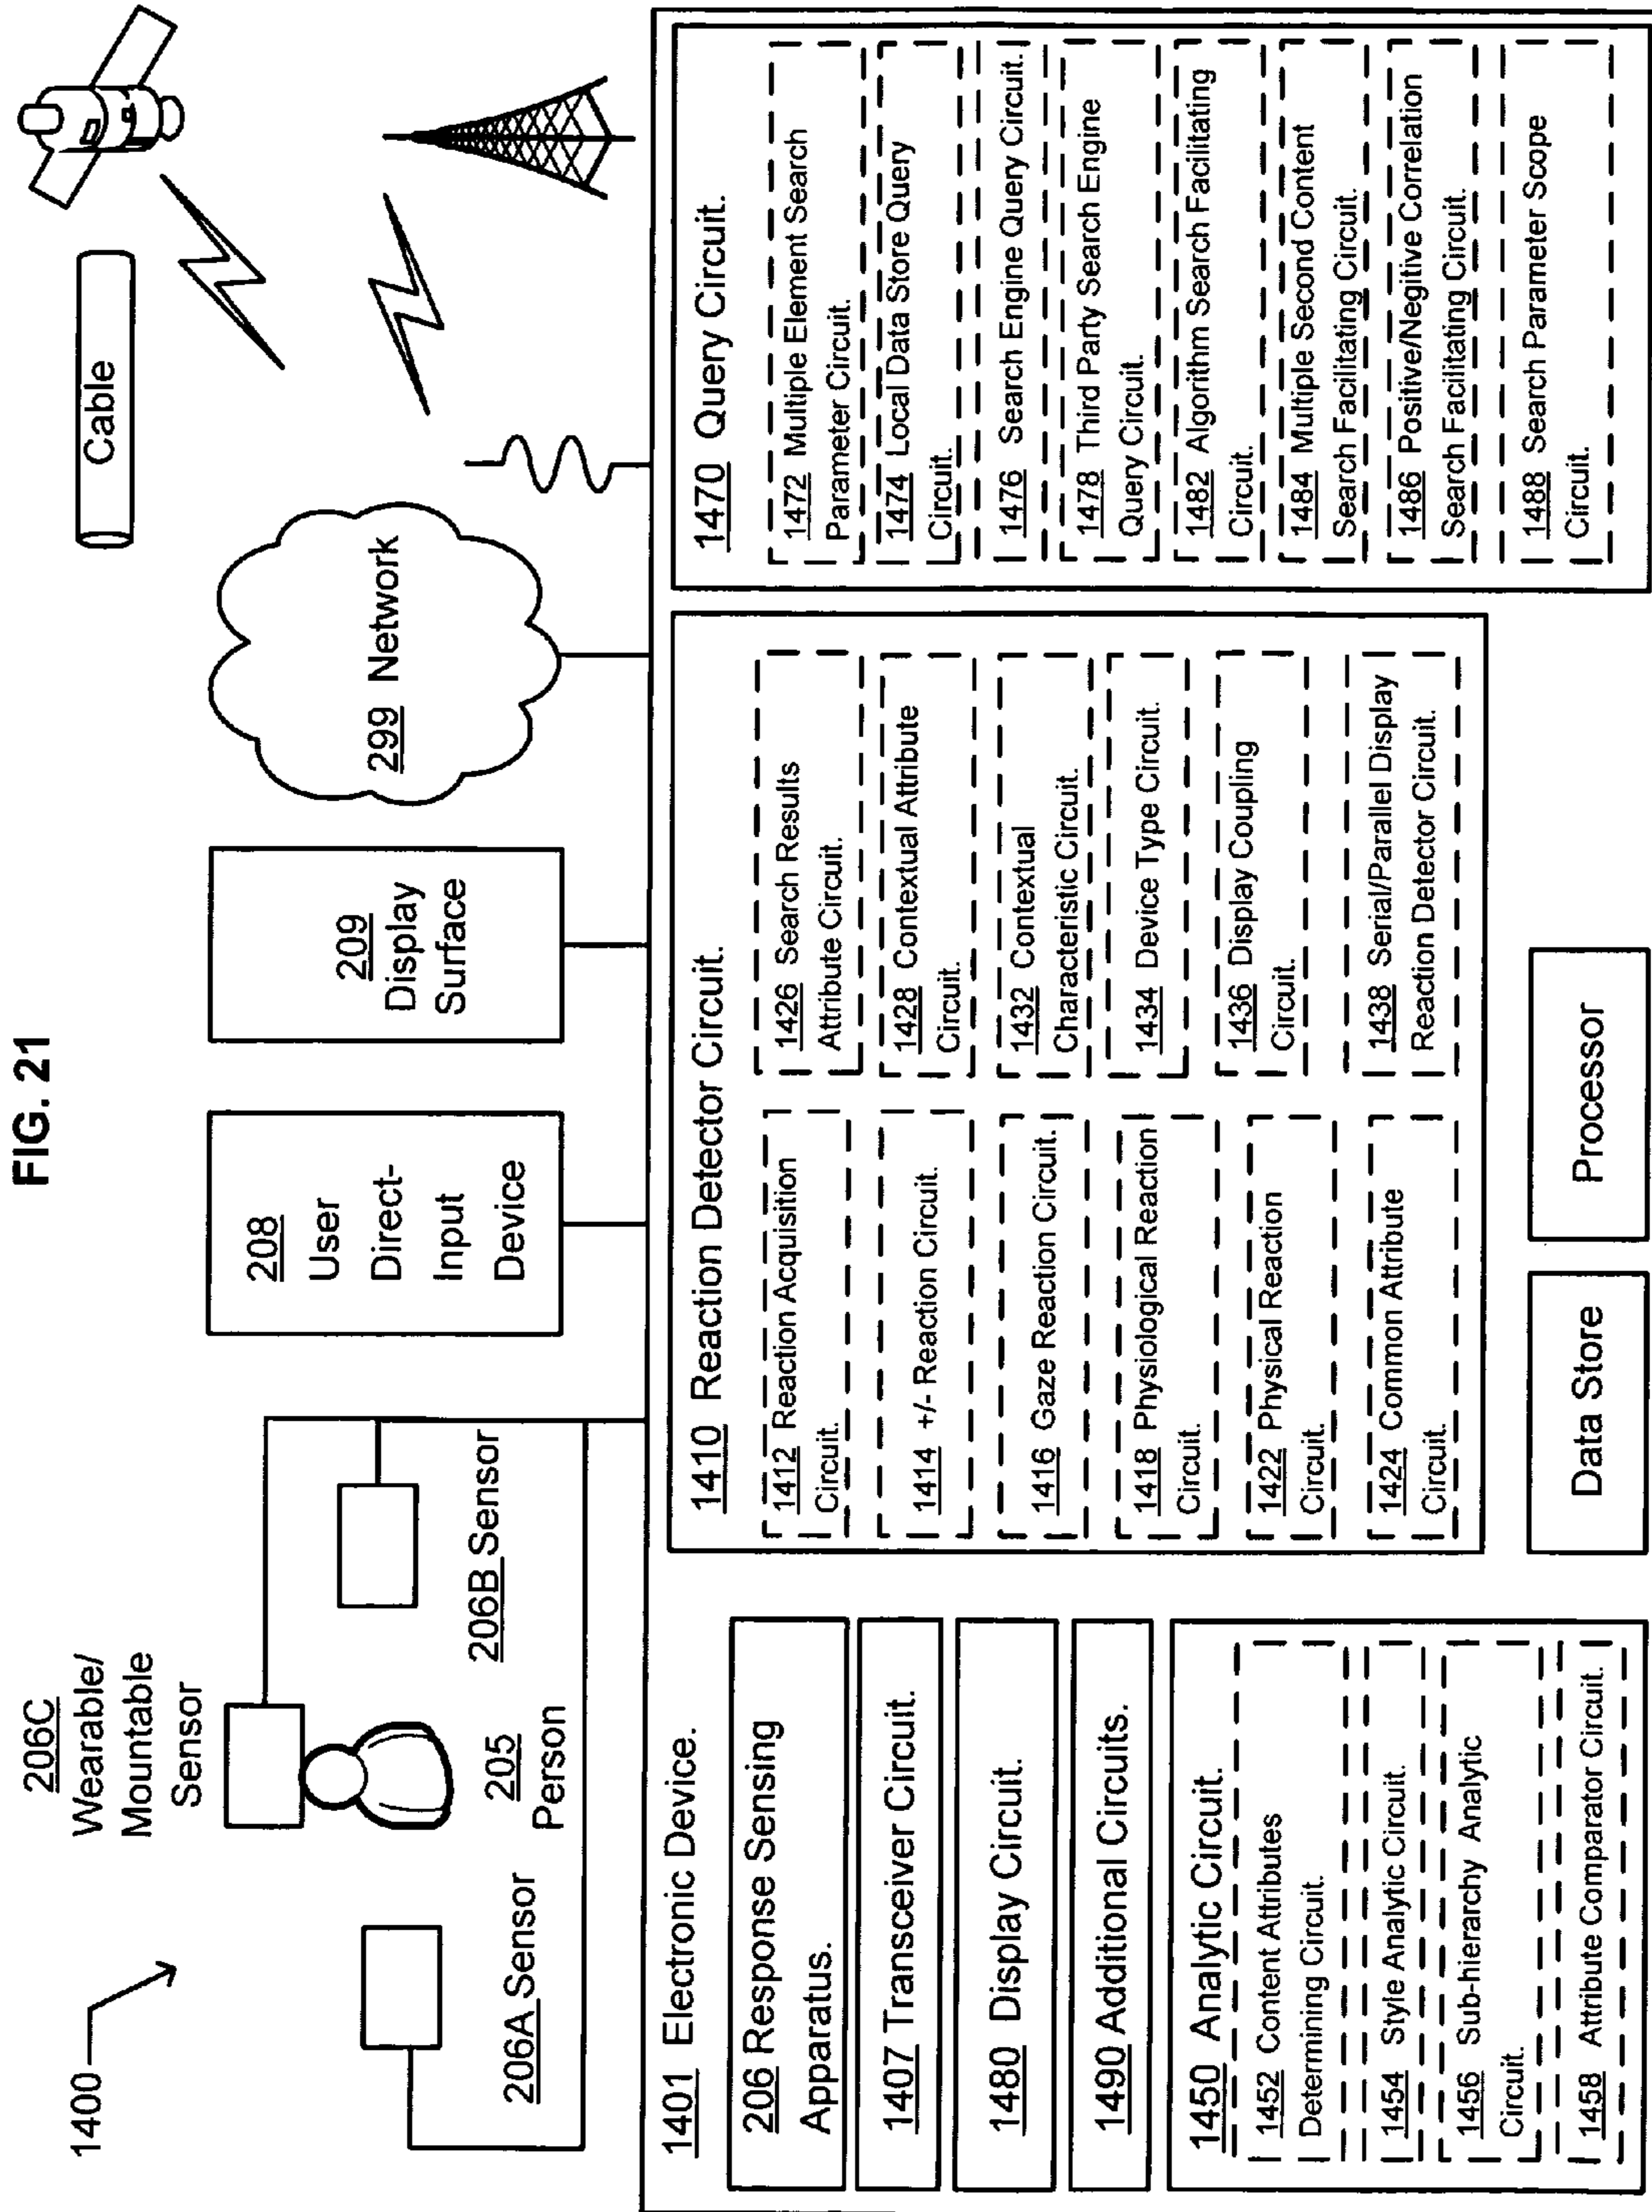 FIG. 21
1400
206C
Wearable/
Mountable
Sensor
206A Sensor
205
Person
206B Sensor
208
User
Direct-
Input
Device
209
Display
Surface
299 Network
Cable
1401 Electronic Device.
206 Response Sensing
Apparatus.
1407 Transceiver Circuit.
1480 Display Circuit.
1490 Additional Circuits.
1450 Analytic Circuit.
1452 Content Attributes
Determining Circuit.
1454 Style Analytic Circuit.
1456 Sub-hierarchy Analytic
Circuit.
1458 Attribute Comparator Circuit.
1410 Reaction Detector Circuit.
1412 Reaction Acquisition
Circuit.
1414 +/- Reaction Circuit.
1416 Gaze Reaction Circuit.
1418 Physiological Reaction
Circuit.
1422 Physical Reaction
Circuit.
1424 Common Attribute
Circuit.
1426 Search Results
Attribute Circuit.
1428 Contextual Attribute
Circuit.
1432 Contextual
Characteristic Circuit.
1434 Device Type Circuit.
1436 Display Coupling
Circuit.
1438 Serial/Parallel Display
Reaction Detector Circuit.
Data Store
Processor
1470 Query Circuit.
1472 Multiple Element Search
Parameter Circuit.
1474 Local Data Store Query
Circuit.
1476 Search Engine Query Circuit.
1478 Third Party Search Engine
Query Circuit.
1482 Algorithm Search Facilitating
Circuit.
1484 Multiple Second Content
Search Facilitating Circuit.
1486 Positive/Negitive Correlation
Search Facilitating Circuit.
1488 Search Parameter Scope
Circuit.